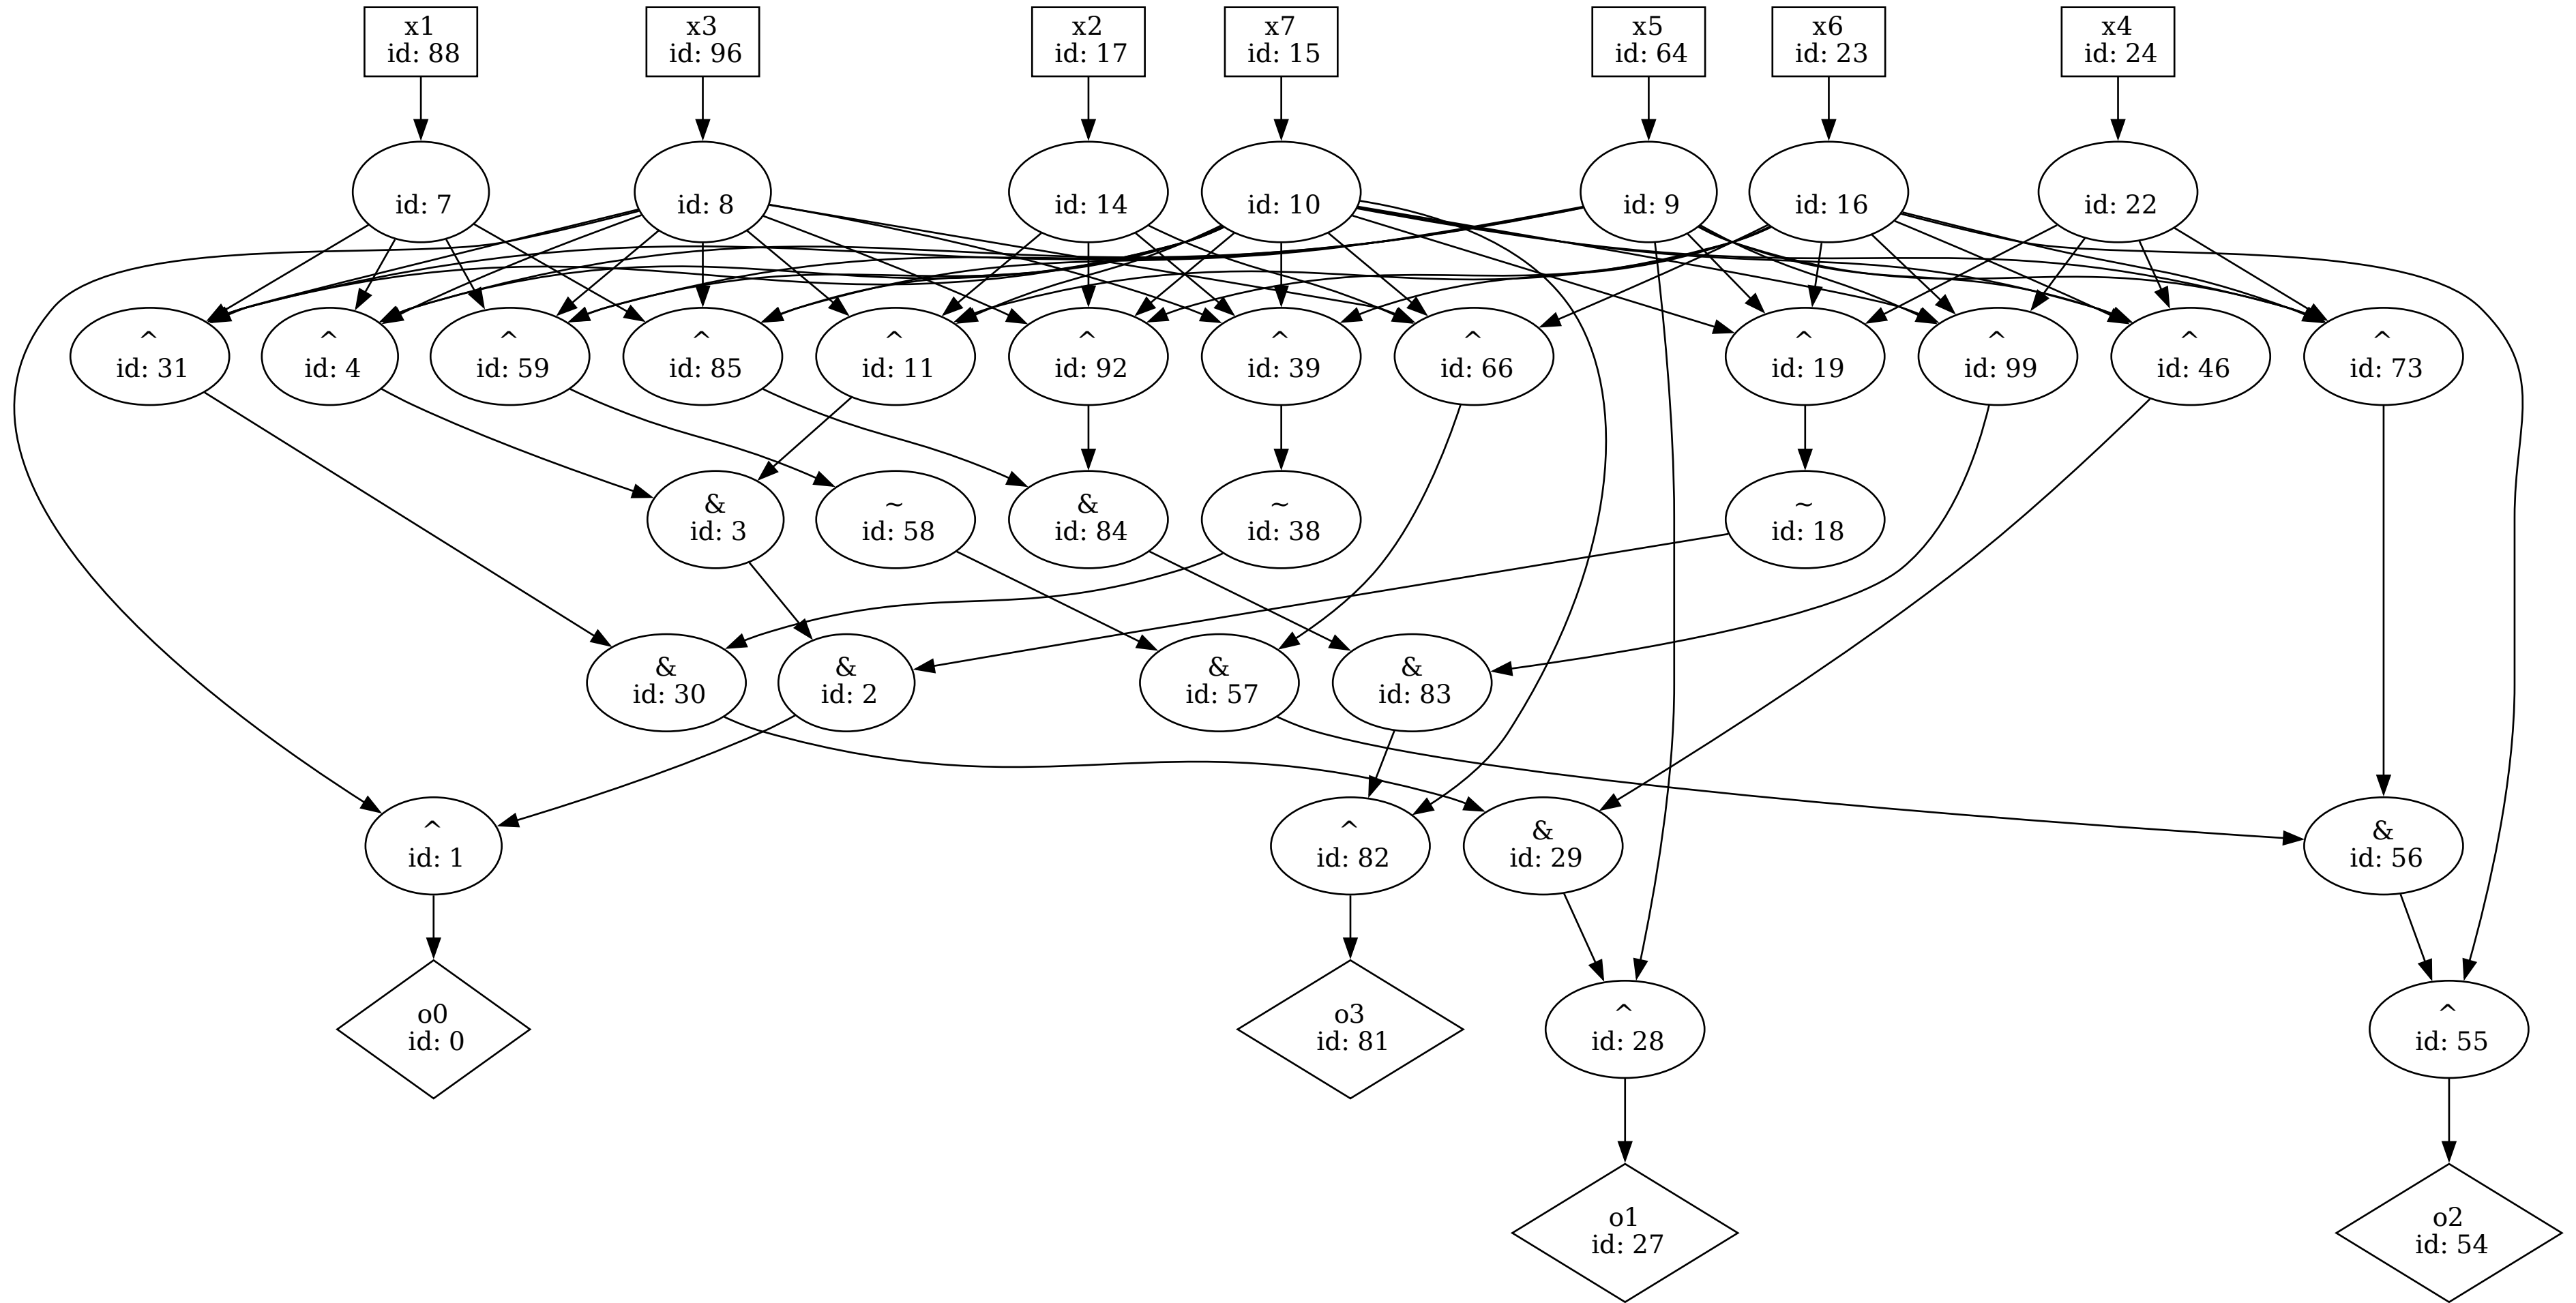 x1
id: 88
x3
id: 96
x2
id: 17
x7
id: 15
x5
id: 64
x6
id: 23
x4
id: 24
id: 7
id: 8
id: 14
id: 10
id: 9
id: 16
id: 22
^
id: 31
^
id: 4
^
id: 59
^
id: 85
^
id: 11
^
id: 92
^
id: 39
^
id: 66
^
id: 19
^
id: 99
^
id: 46
^
id: 73
&
id: 3
~
id: 58
&
id: 84
~
id: 38
~
id: 18
&
id: 30
&
id: 2
&
id: 57
&
id: 83
^
id: 1
^
id: 82
&
id: 29
&
id: 56
o0
id: 0
o3
id: 81
^
id: 28
^
id: 55
o1
id: 27
o2
id: 54